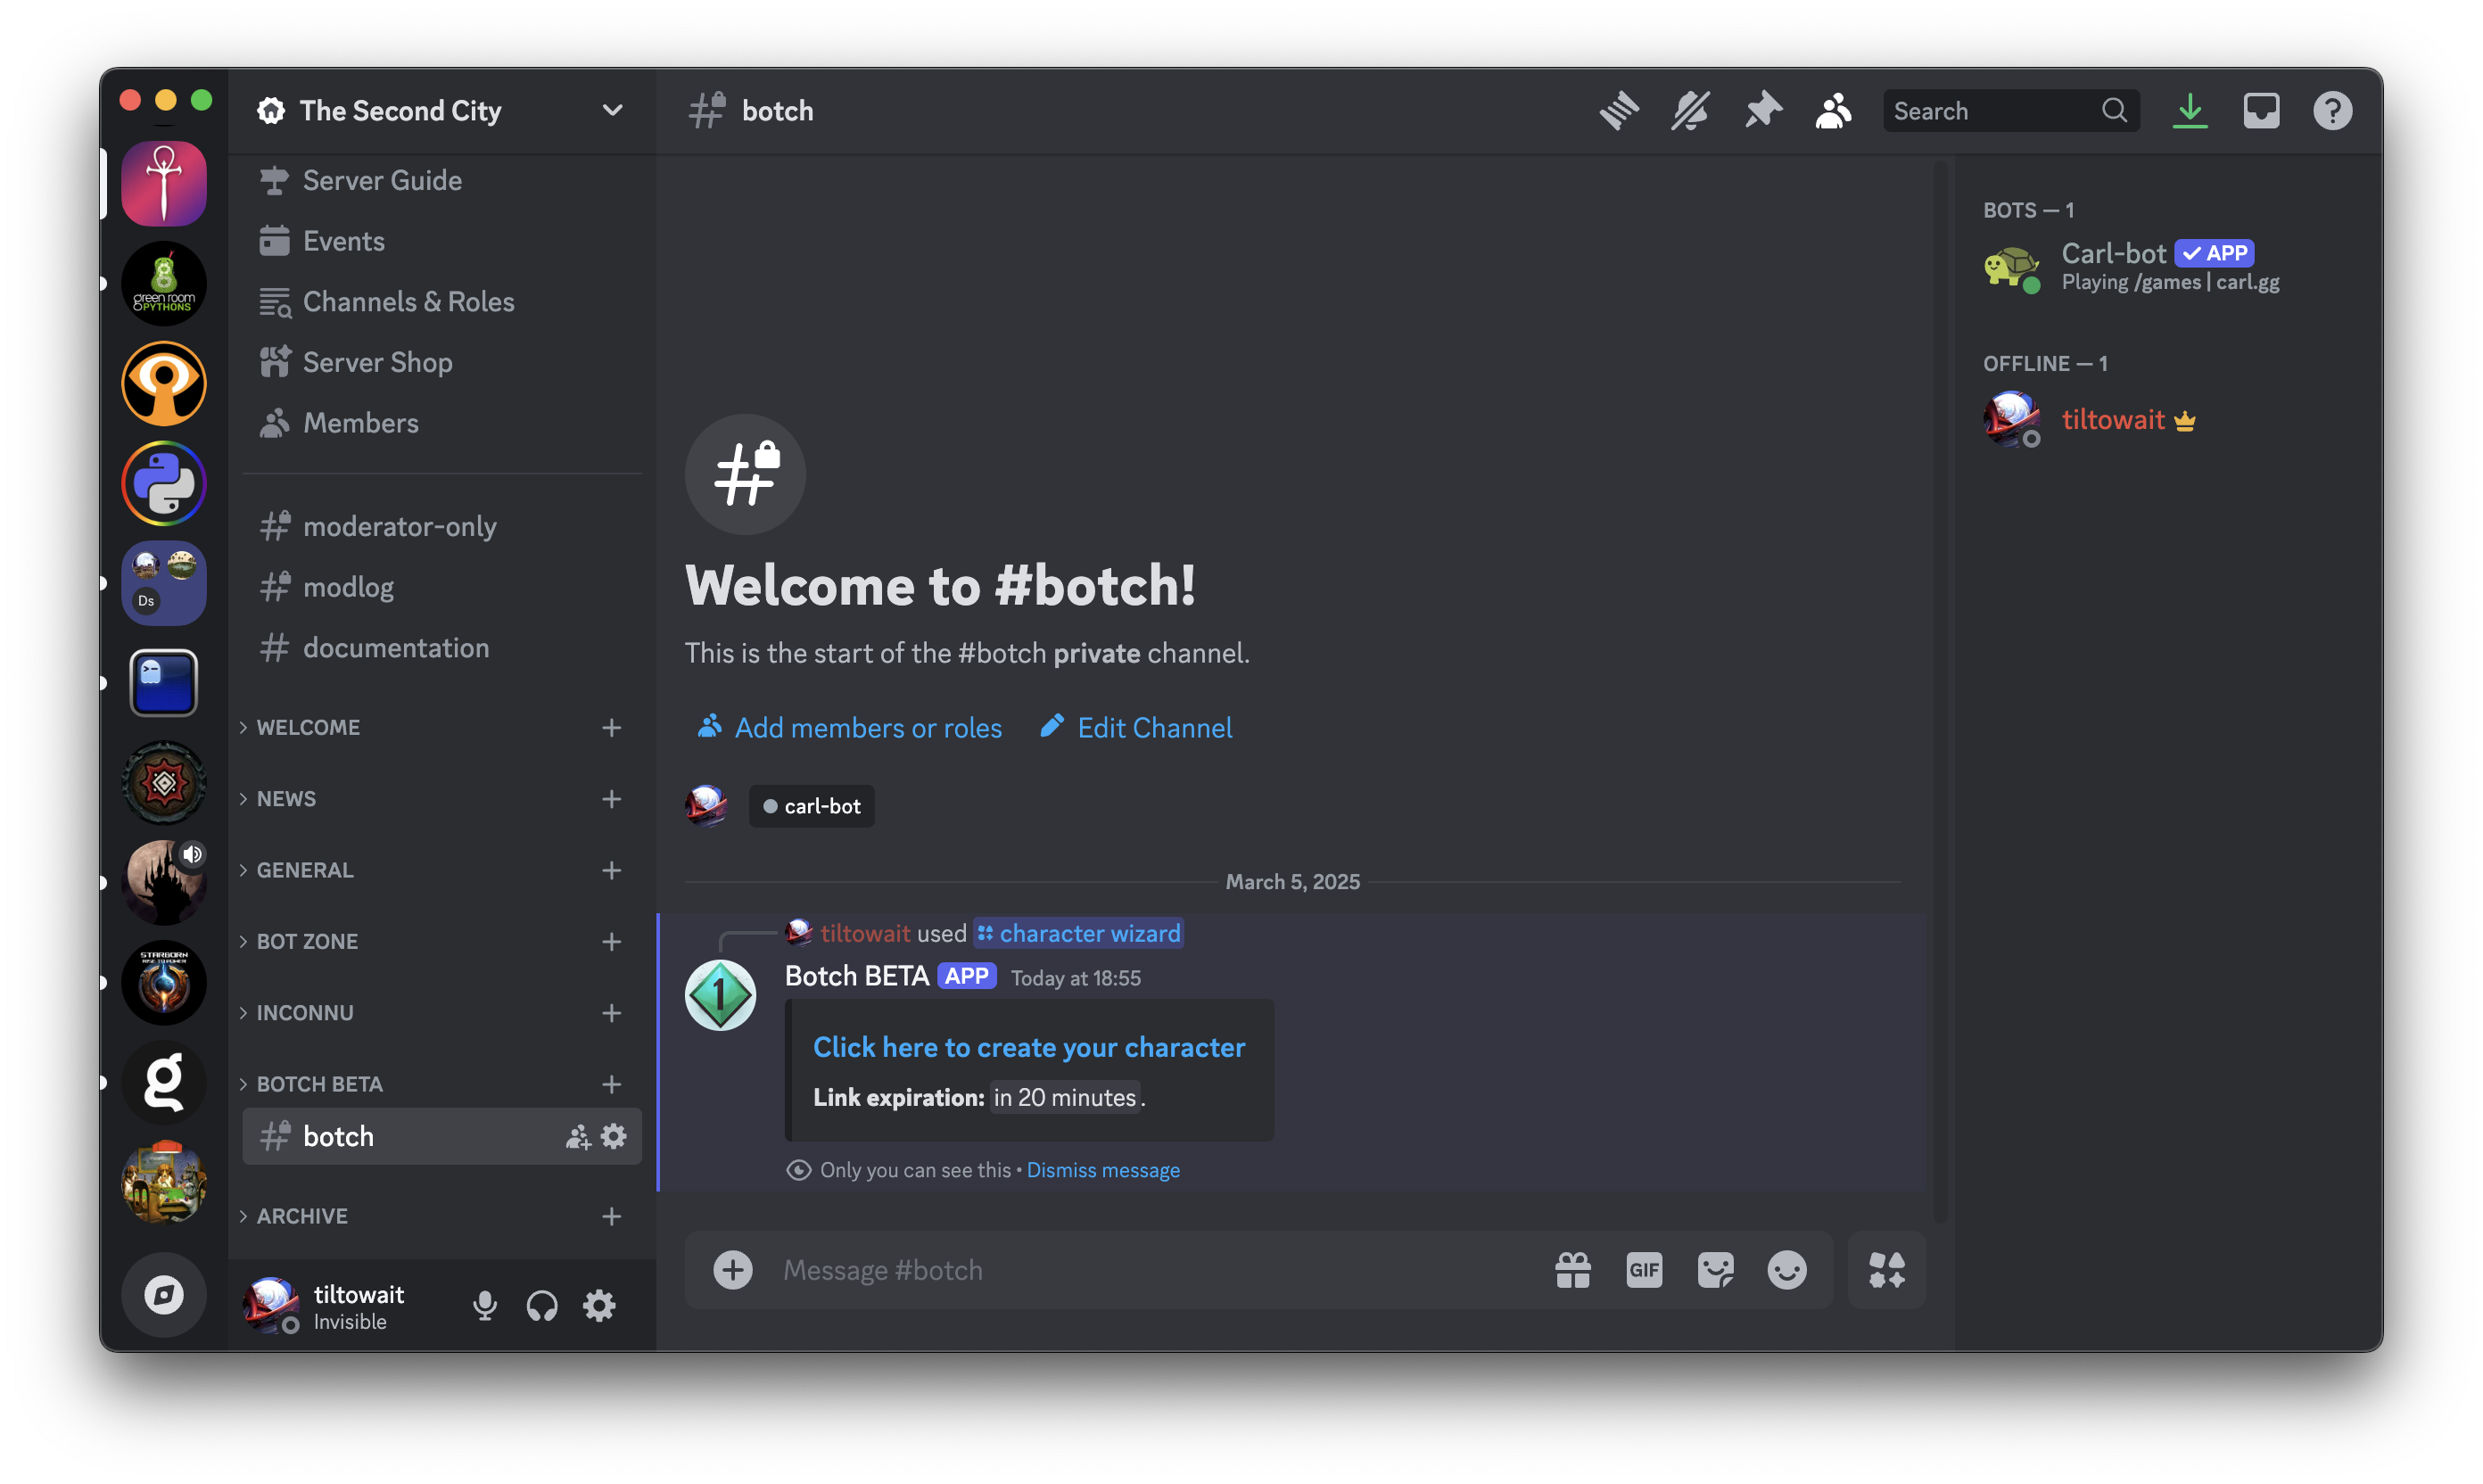 The Second City
Server Guide
Events
Channels & Roles
Server Shop
Members
moderator-only
modlog
documentation
WELCOME
NEWS
GENERAL
BOT ZONE
INCONNU
BOTCH BETA
botch
ARCHIVE
tiltowait
Invisible
green room
PYTHONS
Ds
STARBORN
RISE TO POWER
g
botch
Search
Welcome to #botch!
This is the start of the #botch private channel.
Add members or roles
Edit Channel
carl-bot
March 5, 2025
tiltowait used character wizard
1
Botch BETA APP Today at 18:55
Click here to create your character
Link expiration: in 20 minutes.
Only you can see this • Dismiss message
Message #botch
GIF
BOTS — 1
Carl-bot APP
Playing /games | carl.gg
OFFLINE — 1
tiltowait